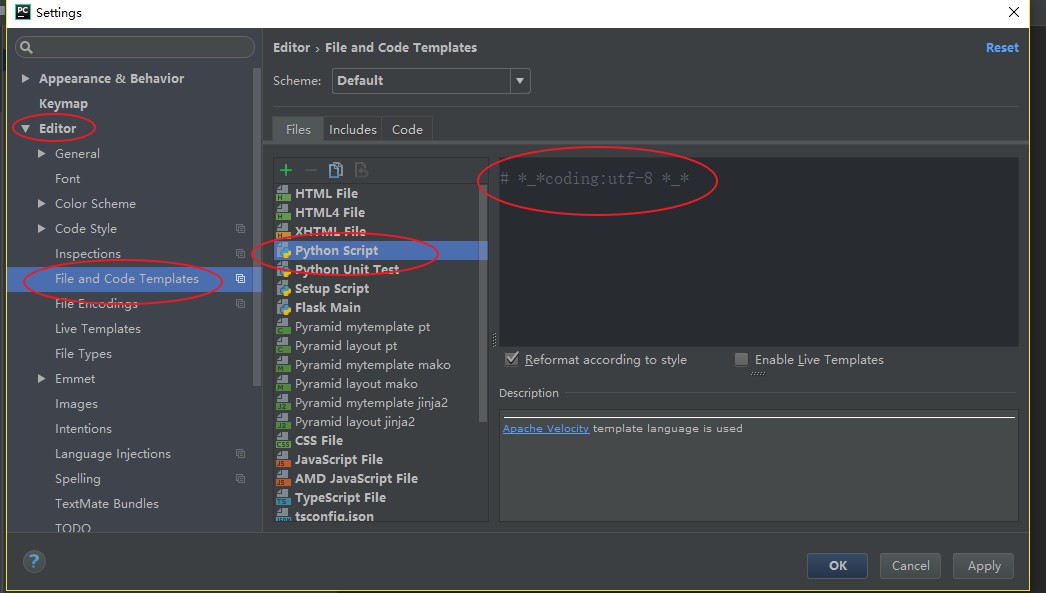 PC Settings
Editor › File and Code Templates
Reset
Scheme: Default
Appearance & Behavior
Keymap
Editor
General
Font
Color Scheme
Code Style
Inspections
File and Code Templates
File Encodings
Live Templates
File Types
Emmet
Images
Intentions
Language Injections
Spelling
TextMate Bundles
TODO
Files Includes Code
HTML File
HTML4 File
XHTML File
Python Script
Python Unit Test
Setup Script
Flask Main
Pyramid mytemplate pt
Pyramid layout pt
Pyramid mytemplate mako
Pyramid layout mako
Pyramid mytemplate jinja2
Pyramid layout jinja2
CSS File
JavaScript File
AMD JavaScript File
TypeScript File
tsconfig.json
# *_*coding:utf-8 *_*
Reformat according to style
Enable Live Templates
Description
Apache Velocity template language is used
?
OK Cancel Apply